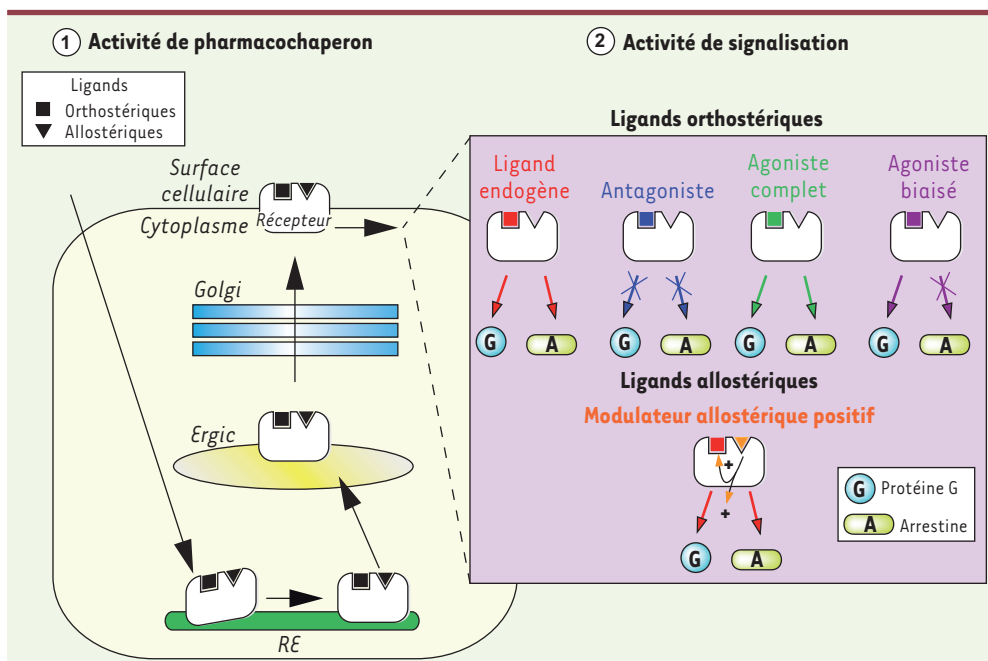 1 Activité de pharmacochaperon
Ligands
Orthostériques
Allostériques
Surface
cellulaire
Cytoplasme
Récepteur
Golgi
Ergic
RE
2 Activité de signalisation
Ligands orthostériques
Ligand
endogène
Antagoniste
Agoniste
complet
Agoniste
biaisé
G A G A G A G A
Ligands allostériques
Modulateur allostérique positif
+
+
G A
G Protéine G
A Arrestine